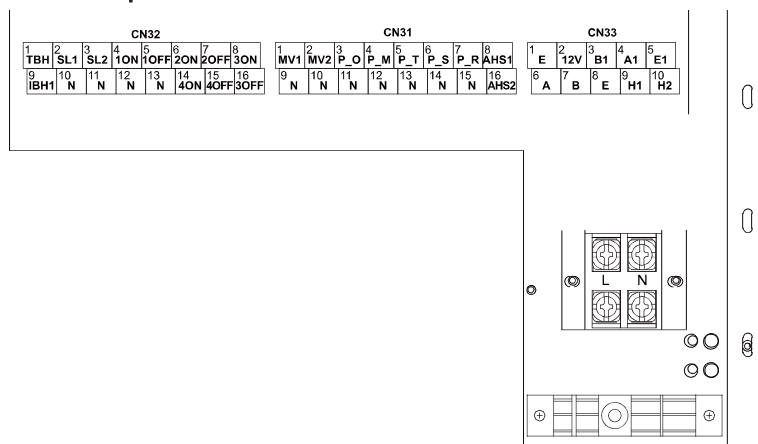 CN32 CN31 CN33
1 2 3 4 5 6 7 8 1 2 3 4 5 6 7 8 1 2 3 4 5
TBH SL1 SL2 1ON 1OFF 2ON 2OFF 3ON MV1 MV2 P_O P_M P_T P_S P_R AHS1 E 12V B1 A1 E1
9 10 11 12 13 14 15 16 9 10 11 12 13 14 15 16 6 7 8 9 10
IBH1 N N N N 4ON 4OFF 3OFF N N N N N N N AHS2 A B E H1 H2
L N